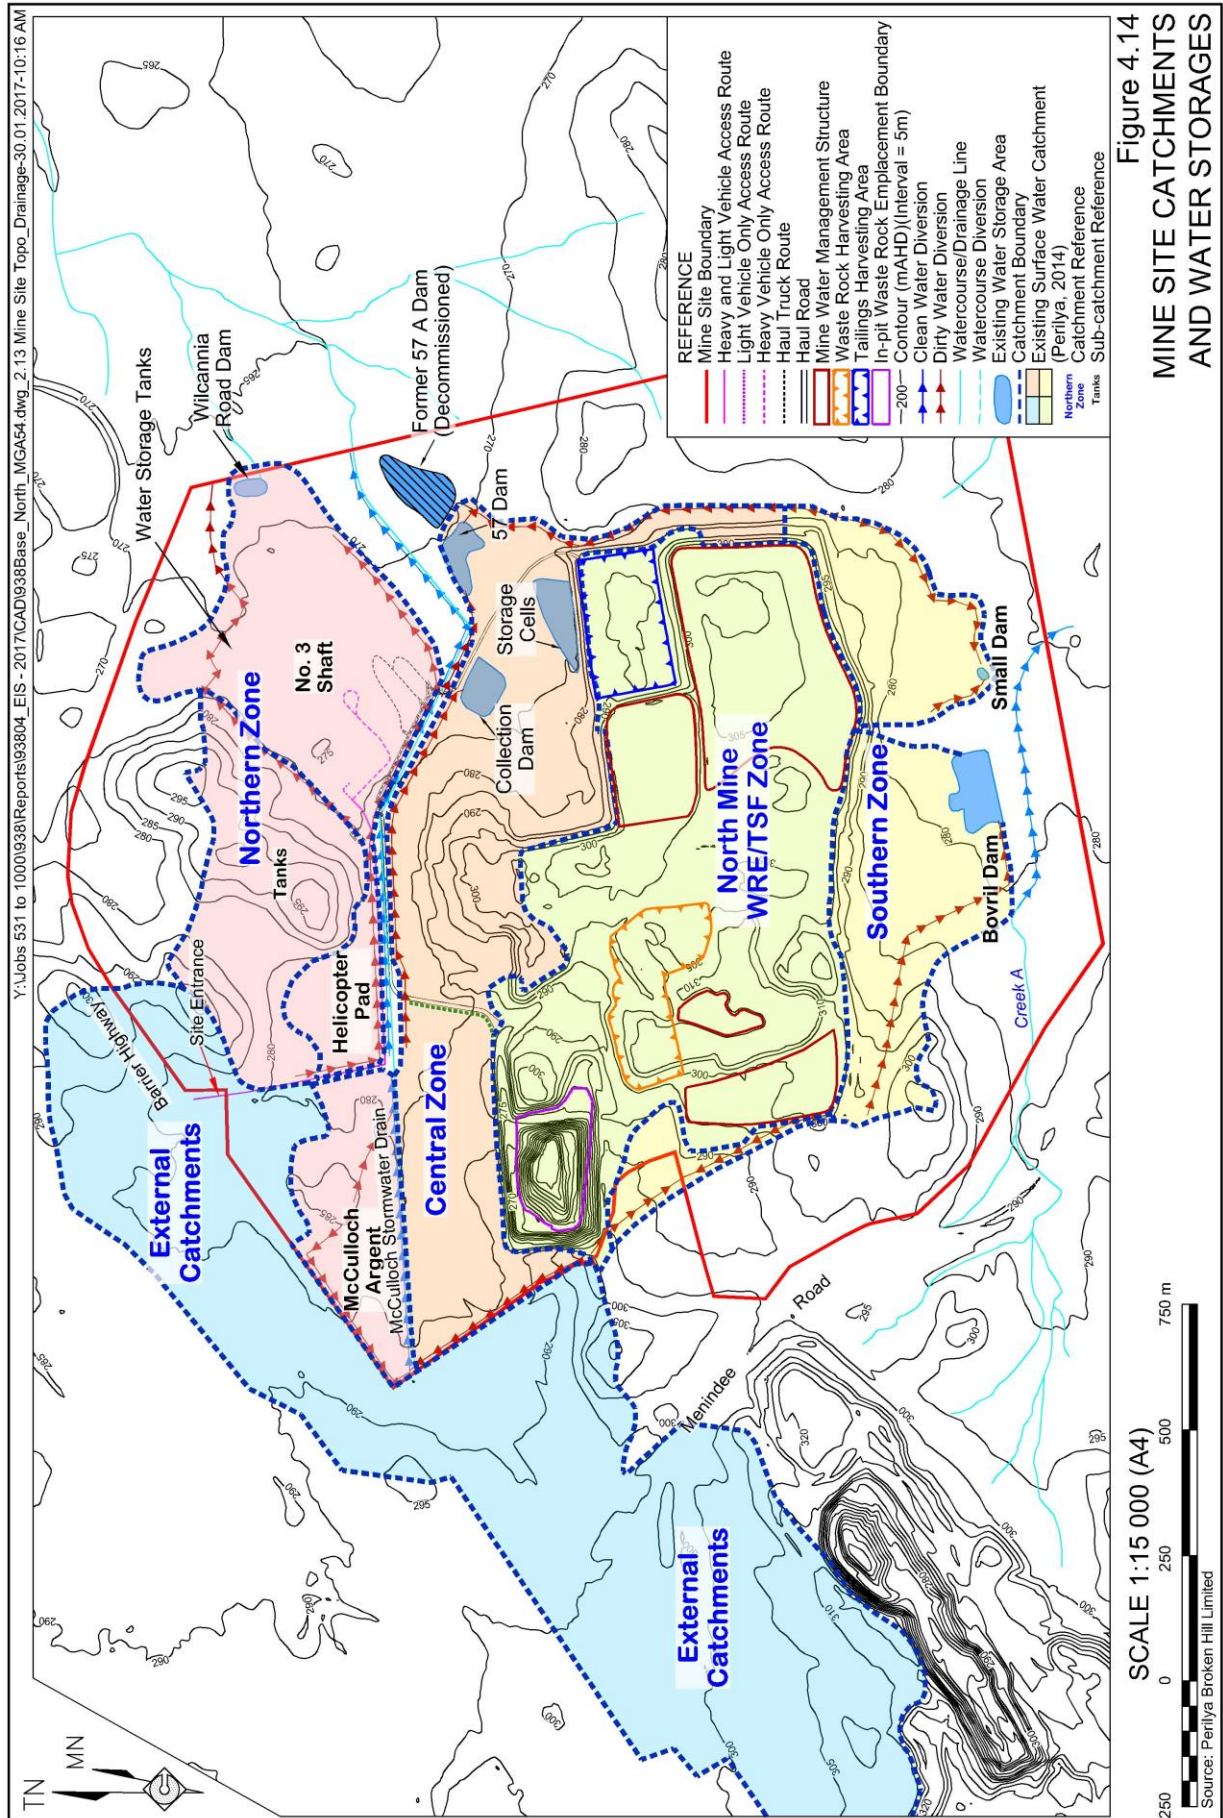 Y:\Jobs 531 to 1000\938\Reports\93804_EIS - 2017\CAD\938Base_North_MGA54.dwg_2.13 Mine Site Topo_Drainage-30.01.2017-10:16 AM
TN
MN
External
Catchments
Barrier Highway
Site Entrance
Northern Zone
Tanks
Helicopter
Pad
No. 3
Shaft
Water Storage Tanks
Wilcannia
Road Dam
Former 57 A Dam
(Decommissioned)
57 Dam
Storage
Cells
Collection
Dam
McCulloch
Argent
McCulloch Stormwater Drain
Central Zone
North Mine
WRE/TSF Zone
Southern Zone
Small Dam
Bovril Dam
Creek A
External
Catchments
Menindee
Road
REFERENCE
Mine Site Boundary
Heavy and Light Vehicle Access Route
Light Vehicle Only Access Route
Heavy Vehicle Only Access Route
Haul Truck Route
Haul Road
Mine Water Management Structure
Waste Rock Harvesting Area
Tailings Harvesting Area
In-pit Waste Rock Emplacement Boundary
200 Contour (mAHD)(Interval = 5m)
Clean Water Diversion
Dirty Water Diversion
Watercourse/Drainage Line
Watercourse Diversion
Existing Water Storage Area
Catchment Boundary
Existing Surface Water Catchment
(Perilya, 2014)
Northern
Zone
Catchment Reference
Tanks Sub-catchment Reference
SCALE 1:15 000 (A4)
250 0 250 500 750 m
Source: Perilya Broken Hill Limited
Figure 4.14
MINE SITE CATCHMENTS
AND WATER STORAGES